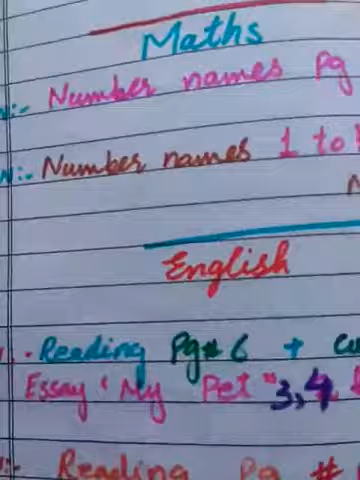 Maths
Number names Pg
Number names 1 to
English
Reading Pg# 6 + Cu
Essay "My Pet" 3,4,
Reading Pg #